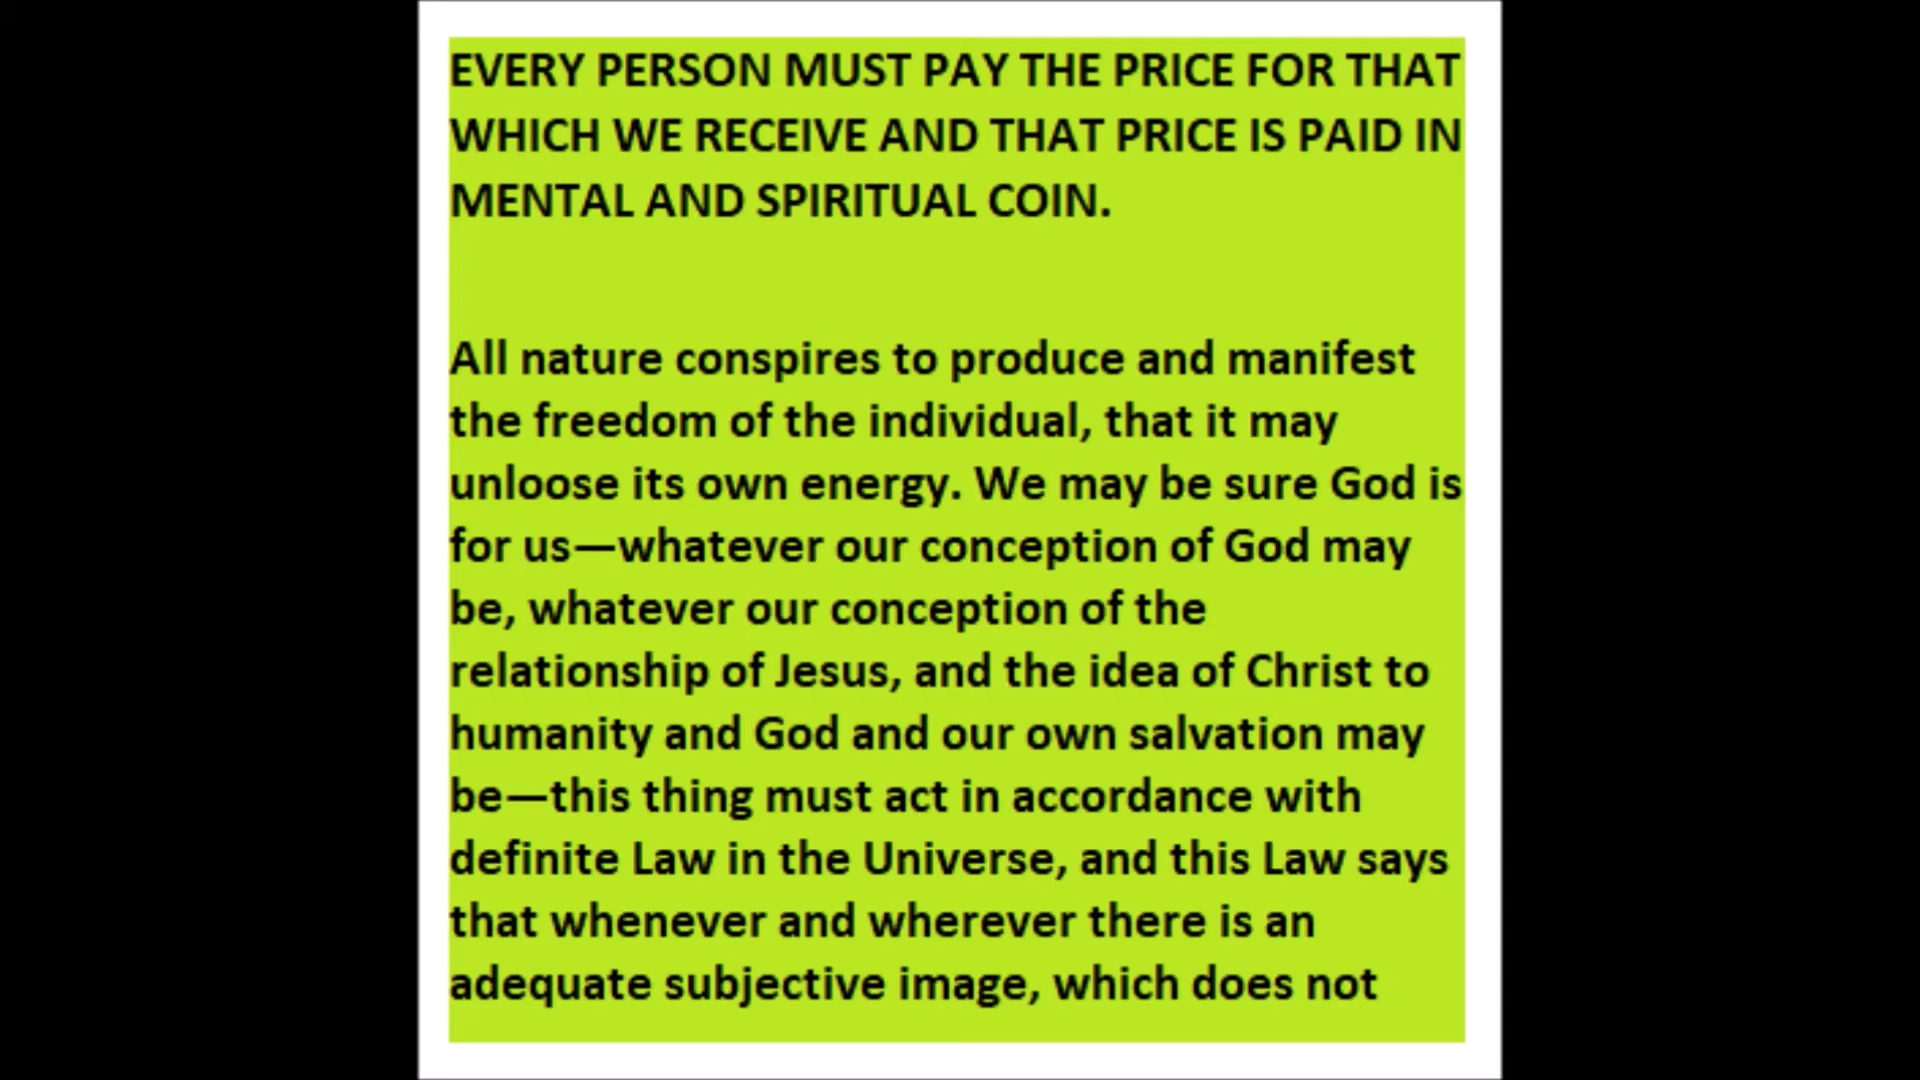 EVERY PERSON MUST PAY THE PRICE FOR THAT
WHICH WE RECEIVE AND THAT PRICE IS PAID IN
MENTAL AND SPIRITUAL COIN.
All nature conspires to produce and manifest
the freedom of the individual, that it may
unloose its own energy. We may be sure God is
for us—whatever our conception of God may
be, whatever our conception of the
relationship of Jesus, and the idea of Christ to
humanity and God and our own salvation may
be—this thing must act in accordance with
definite Law in the Universe, and this Law says
that whenever and wherever there is an
adequate subjective image, which does not